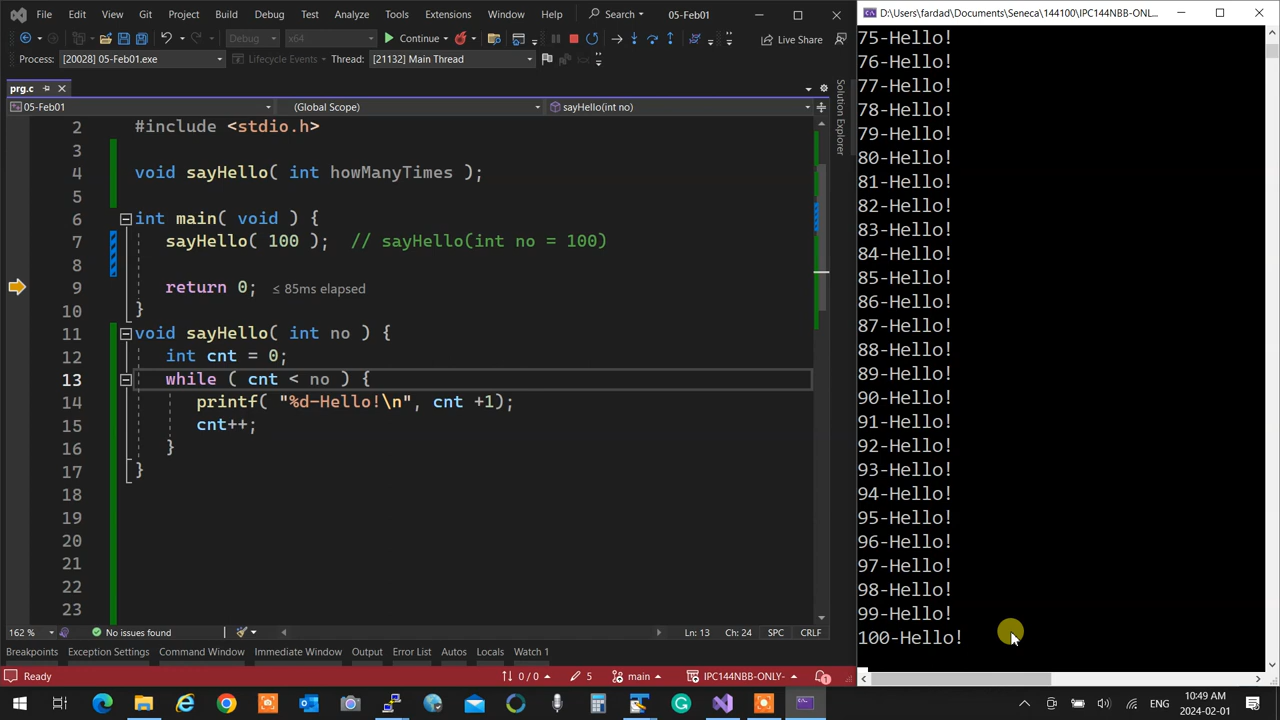 File Edit View Git Project Build Debug Test Analyze Tools Extensions Window Help Search 05-Feb01
Debug x64 Continue Live Share
Process: [20028] 05-Feb01.exe Lifecycle Events Thread: [21132] Main Thread
prg.c
05-Feb01 (Global Scope) sayHello(int no)
Solution Explorer
2 #include <stdio.h>
3
4 void sayHello( int howManyTimes );
5
6 int main( void ) {
7 sayHello( 100 ); // sayHello(int no = 100)
8
9 return 0; ≤ 85ms elapsed
10 }
11 void sayHello( int no ) {
12 int cnt = 0;
13 while ( cnt < no ) {
14 printf( "%d-Hello!\n", cnt +1);
15 cnt++;
16 }
17 }
18
19
20
21
22
23
162 % No issues found Ln: 13 Ch: 24 SPC CRLF
Breakpoints Exception Settings Command Window Immediate Window Output Error List Autos Locals Watch 1
Ready 0 / 0 5 main IPC144NBB-ONLY- 1
D:\Users\fardad\Documents\Seneca\144100\IPC144NBB-ONL...
75-Hello!
76-Hello!
77-Hello!
78-Hello!
79-Hello!
80-Hello!
81-Hello!
82-Hello!
83-Hello!
84-Hello!
85-Hello!
86-Hello!
87-Hello!
88-Hello!
89-Hello!
90-Hello!
91-Hello!
92-Hello!
93-Hello!
94-Hello!
95-Hello!
96-Hello!
97-Hello!
98-Hello!
99-Hello!
100-Hello!
ENG 10:49 AM
2024-02-01